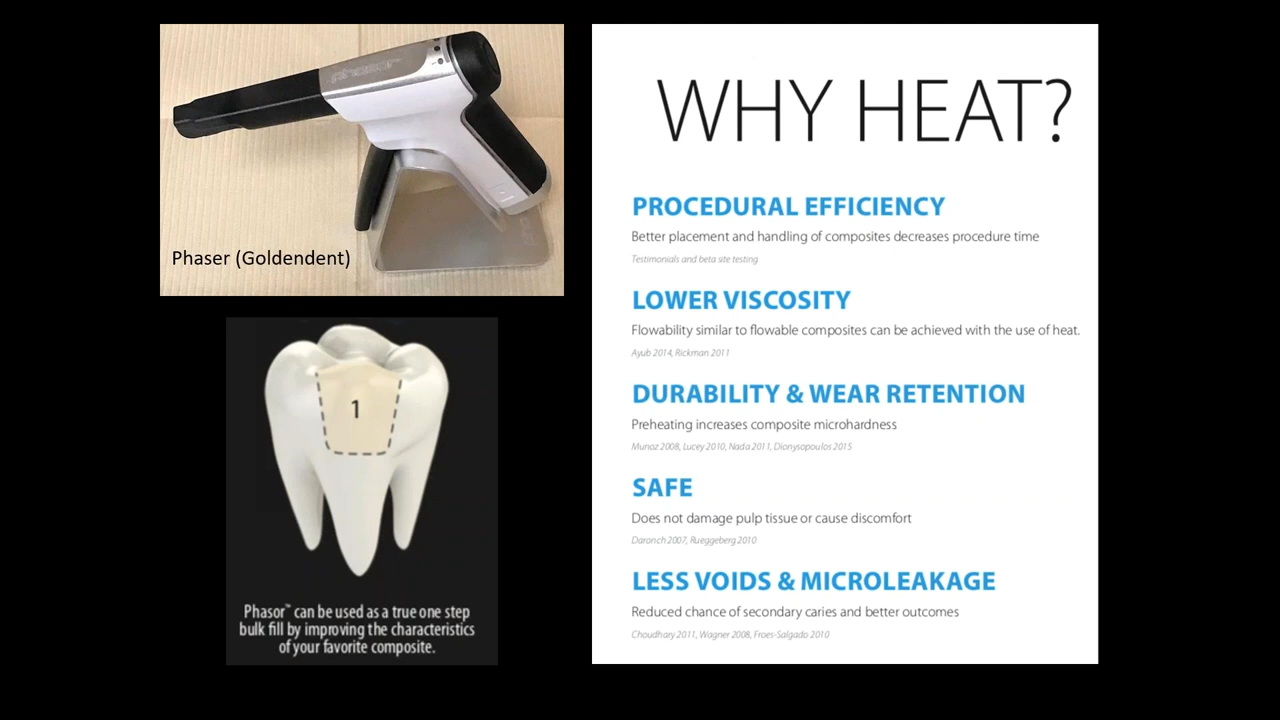 phasor
Phaser (Goldendent)
1
Phasor™ can be used as a true one step
bulk fill by improving the characteristics
of your favorite composite.
WHY HEAT?
PROCEDURAL EFFICIENCY
Better placement and handling of composites decreases procedure time
Testimonials and beta site testing
LOWER VISCOSITY
Flowability similar to flowable composites can be achieved with the use of heat.
Ayub 2014, Rickman 2011
DURABILITY & WEAR RETENTION
Preheating increases composite microhardness
Munoz 2008, Lucey 2010, Nada 2011, Dionysopoulos 2015
SAFE
Does not damage pulp tissue or cause discomfort
Daronch 2007, Rueggeberg 2010
LESS VOIDS & MICROLEAKAGE
Reduced chance of secondary caries and better outcomes
Choudhary 2011, Wagner 2008, Froes-Salgado 2010